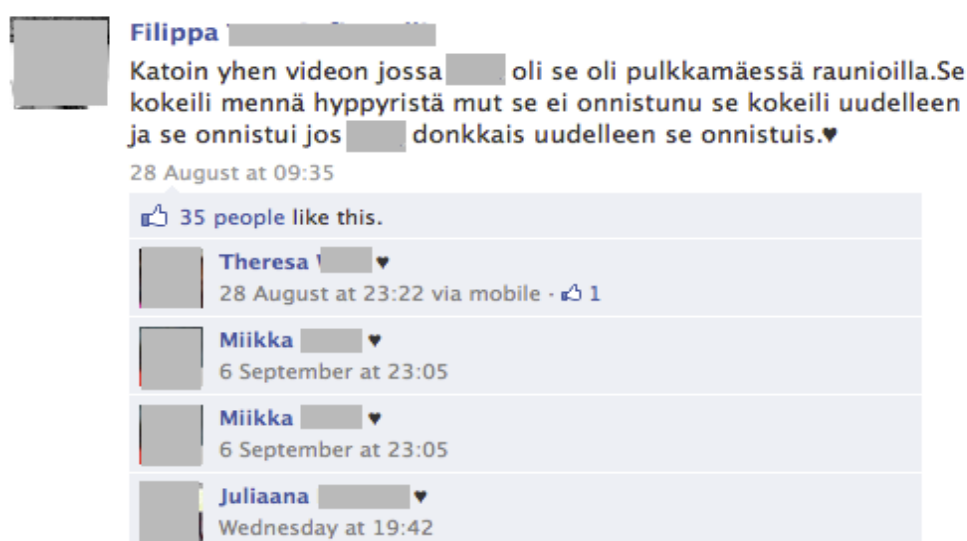 Filippa
Katoin yhen videon jossa oli se oli pulkkamäessä raunioilla.Se
kokeili mennä hyppyristä mut se ei onnistunu se kokeili uudelleen
ja se onnistui jos donkkais uudelleen se onnistuis.♥
28 August at 09:35
35 people like this.
Theresa ♥
28 August at 23:22 via mobile · 1
Miikka ♥
6 September at 23:05
Miikka ♥
6 September at 23:05
Juliaana ♥
Wednesday at 19:42